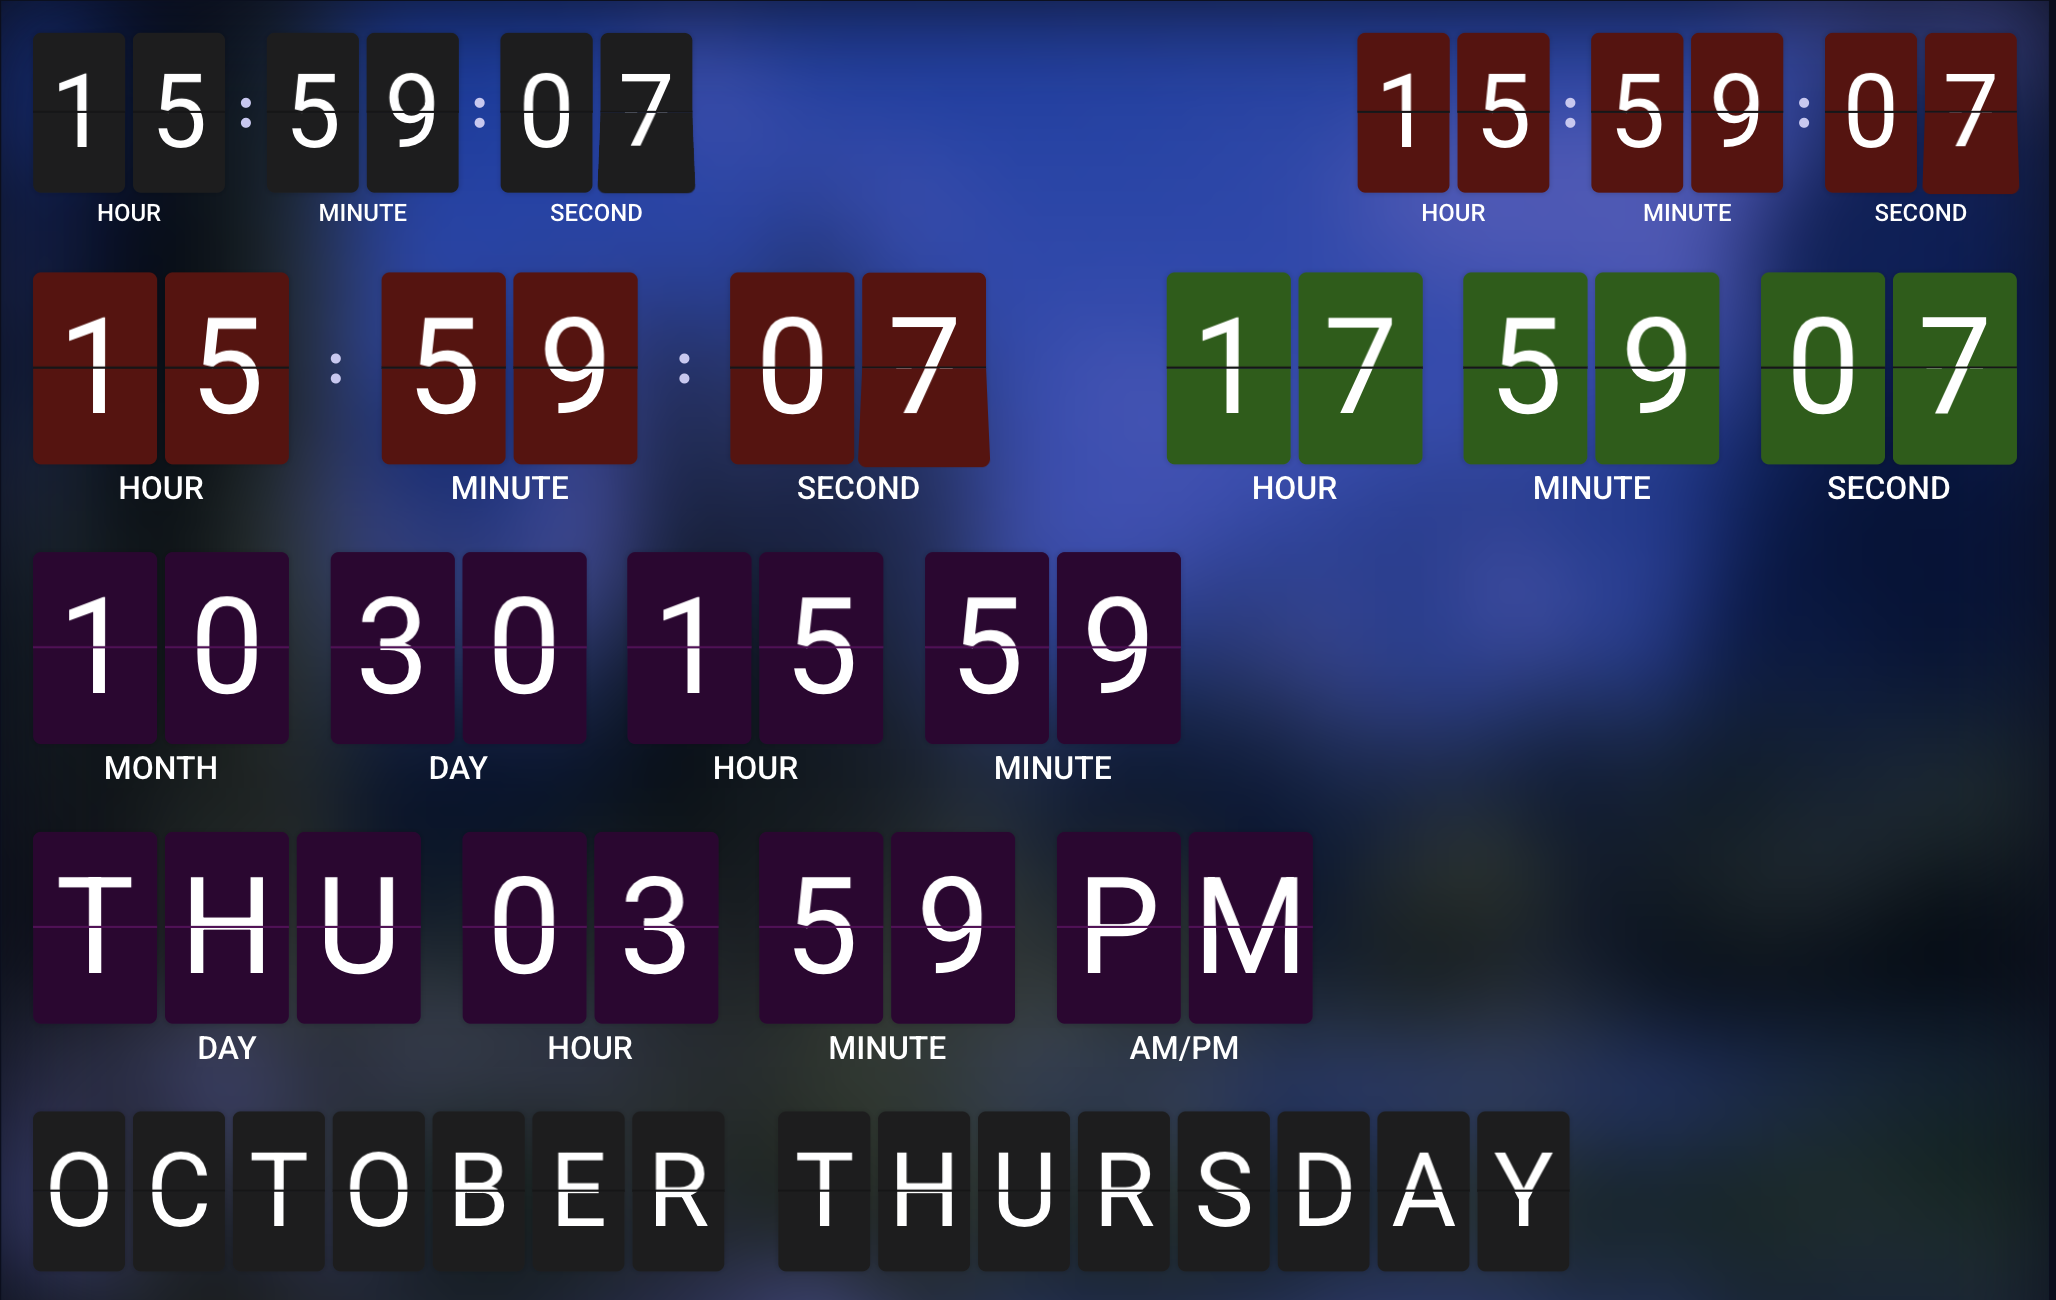 15:59:07 15:59:07
HOUR MINUTE SECOND HOUR MINUTE SECOND
15:59:07 17 59 07
HOUR MINUTE SECOND HOUR MINUTE SECOND
10 30 15 59
MONTH DAY HOUR MINUTE
THU 03 59 PM
DAY HOUR MINUTE AM/PM
OCTOBER THURSDAY